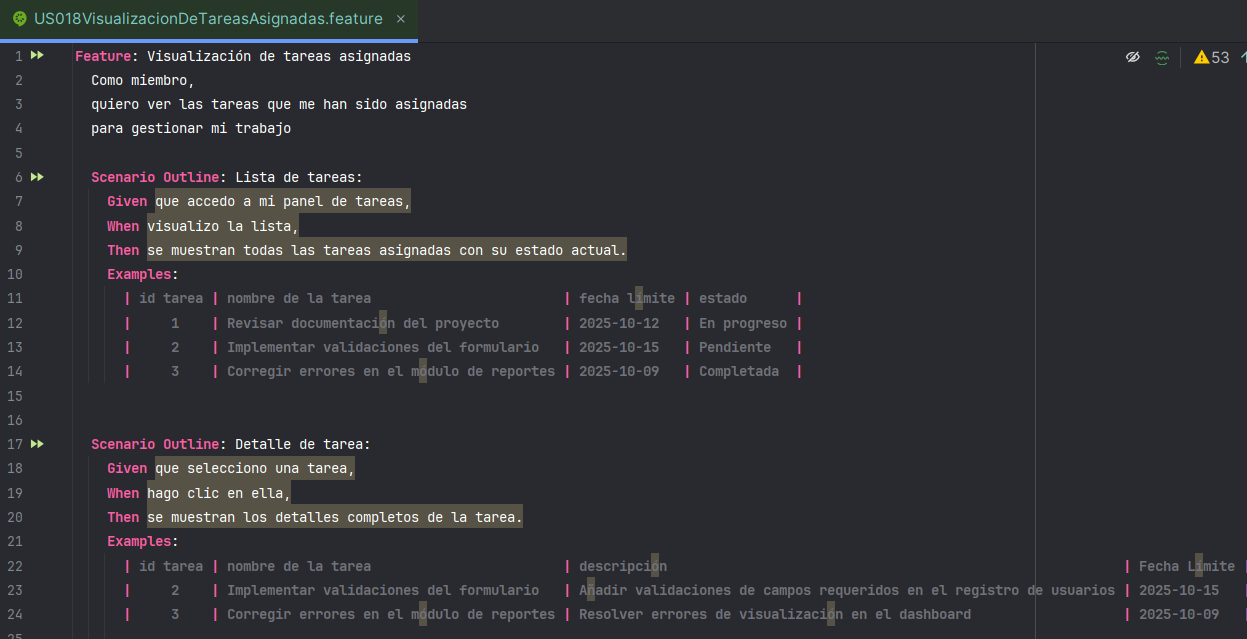 US018VisualizacionDeTareasAsignadas.feature ×
53
1 Feature: Visualización de tareas asignadas
2 Como miembro,
3 quiero ver las tareas que me han sido asignadas
4 para gestionar mi trabajo
5
6 Scenario Outline: Lista de tareas:
7 Given que accedo a mi panel de tareas,
8 When visualizo la lista,
9 Then se muestran todas las tareas asignadas con su estado actual.
10 Examples:
11 | id tarea | nombre de la tarea | fecha límite | estado |
12 | 1 | Revisar documentación del proyecto | 2025-10-12 | En progreso |
13 | 2 | Implementar validaciones del formulario | 2025-10-15 | Pendiente |
14 | 3 | Corregir errores en el módulo de reportes | 2025-10-09 | Completada |
15
16
17 Scenario Outline: Detalle de tarea:
18 Given que selecciono una tarea,
19 When hago clic en ella,
20 Then se muestran los detalles completos de la tarea.
21 Examples:
22 | id tarea | nombre de la tarea | descripción | Fecha Límite |
23 | 2 | Implementar validaciones del formulario | Añadir validaciones de campos requeridos en el registro de usuarios | 2025-10-15 |
24 | 3 | Corregir errores en el módulo de reportes | Resolver errores de visualización en el dashboard | 2025-10-09 |
25